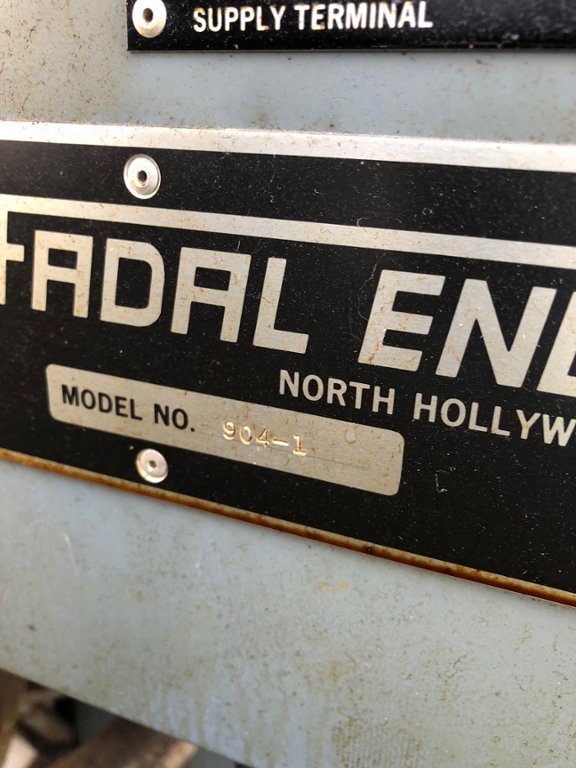 SUPPLY TERMINAL
FADAL EN
NORTH HOLLYW
MODEL NO. 904-1